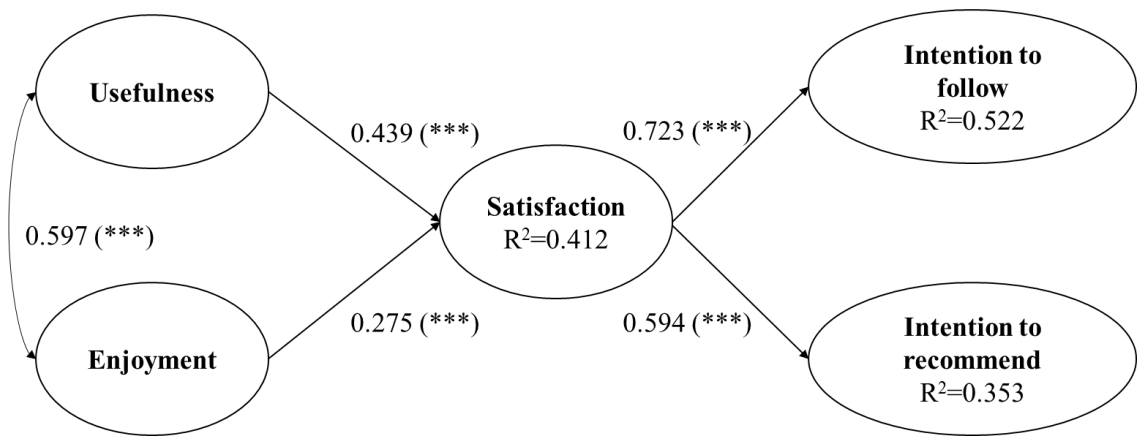 Usefulness
Enjoyment
0.597 (***)
0.439 (***)
0.275 (***)
Satisfaction
R²=0.412
0.723 (***)
0.594 (***)
Intention to
follow
R²=0.522
Intention to
recommend
R²=0.353